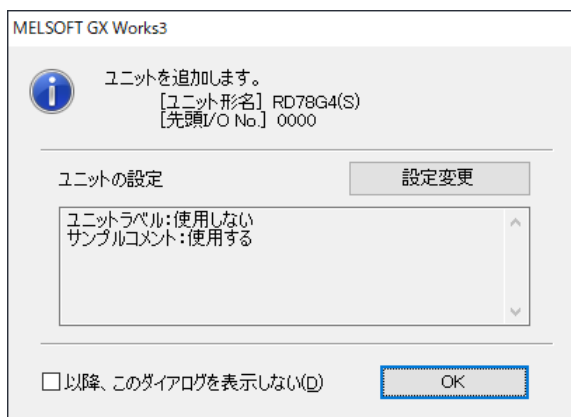 MELSOFT GX Works3
ユニットを追加します。
[ユニット形名] RD78G4(S)
[先頭I/O No.] 0000
ユニットの設定
設定変更
ユニットラベル:使用しない
サンプルコメント:使用する
以降、このダイアログを表示しない(D)
OK